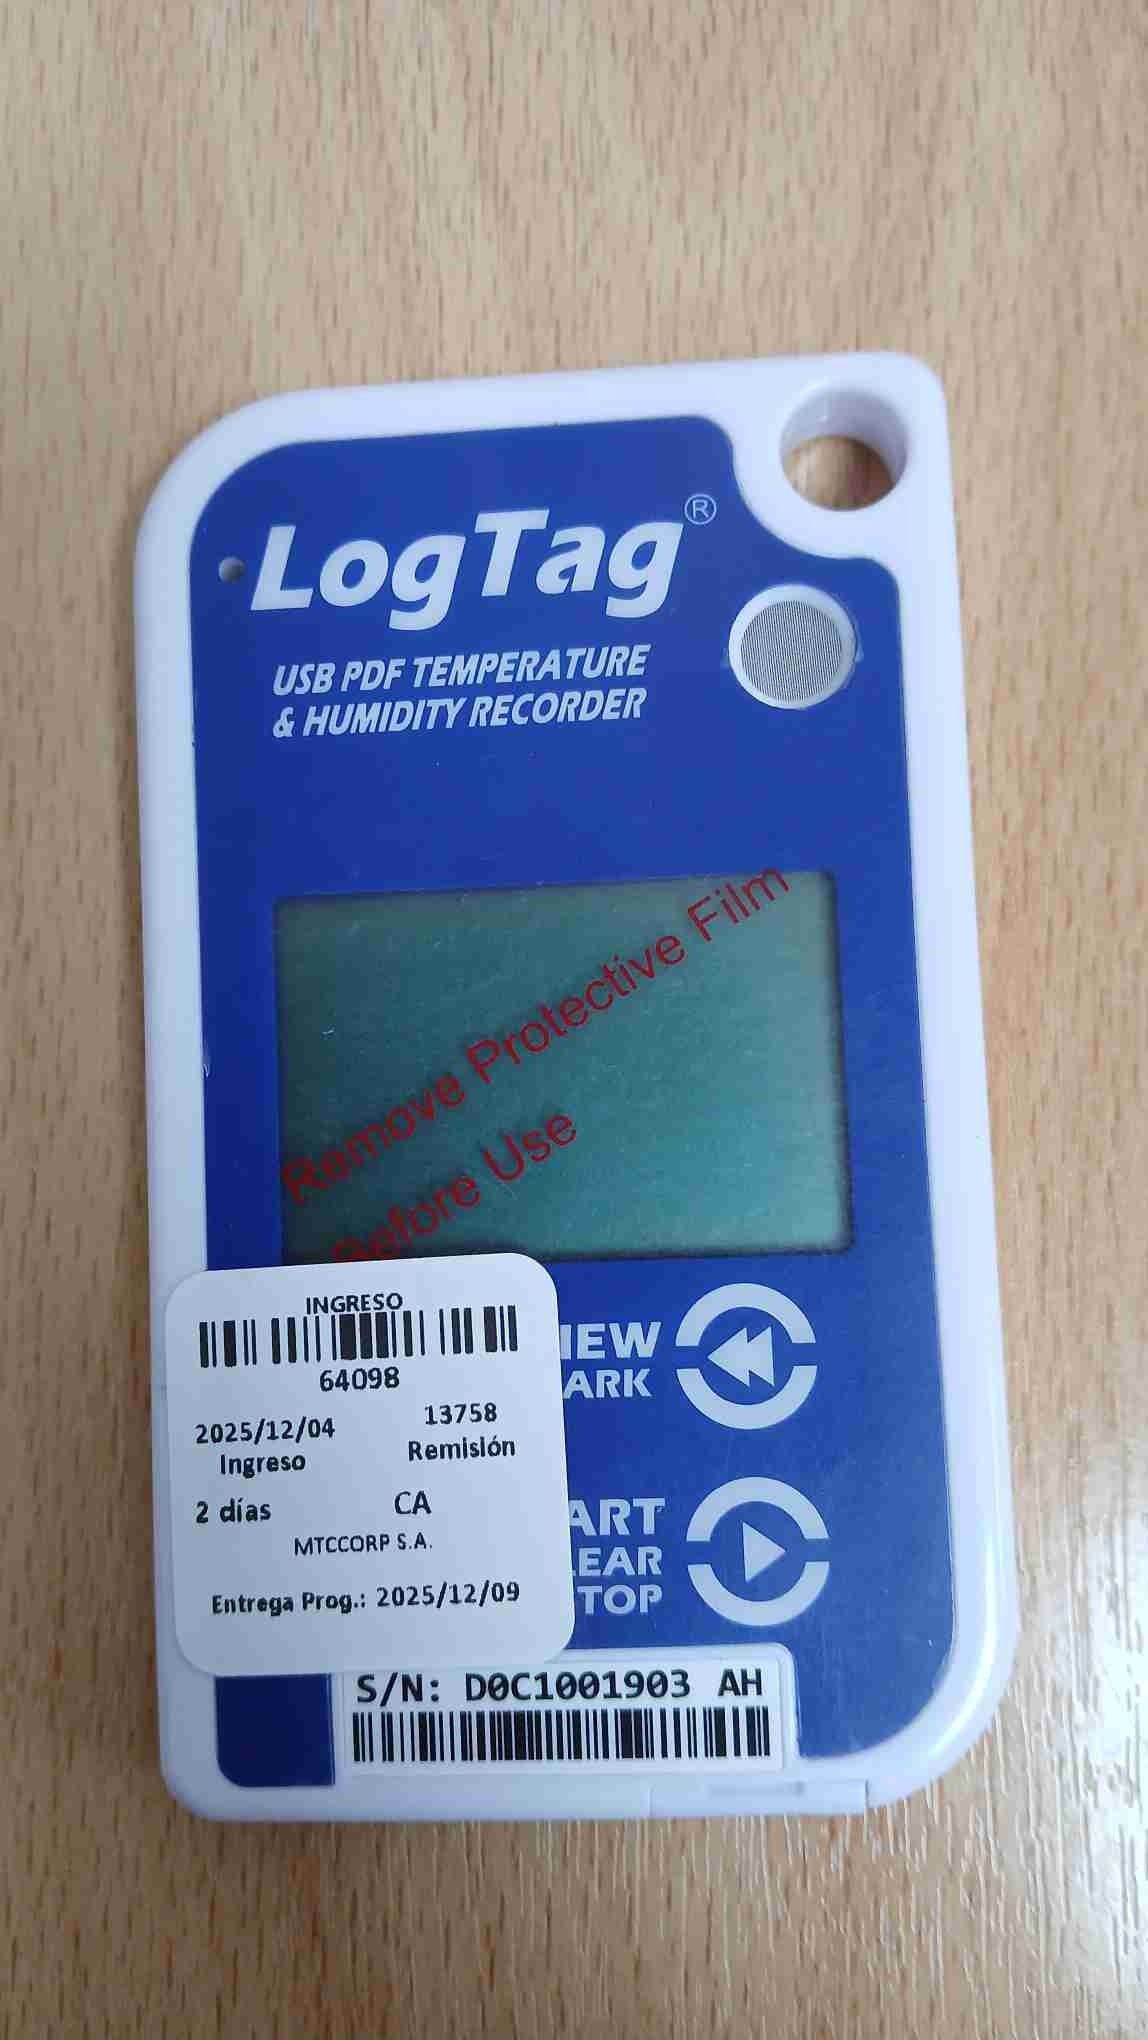 LogTag®
USB PDF TEMPERATURE
& HUMIDITY RECORDER
Remove Protective Film
Before Use
IEW
ARK
INGRESO
64098
2025/12/04 13758
Ingreso Remisión
2 días CA
MTCCORP S.A.
Entrega Prog.: 2025/12/09
ART
LEAR
TOP
S/N: D0C1001903 AH